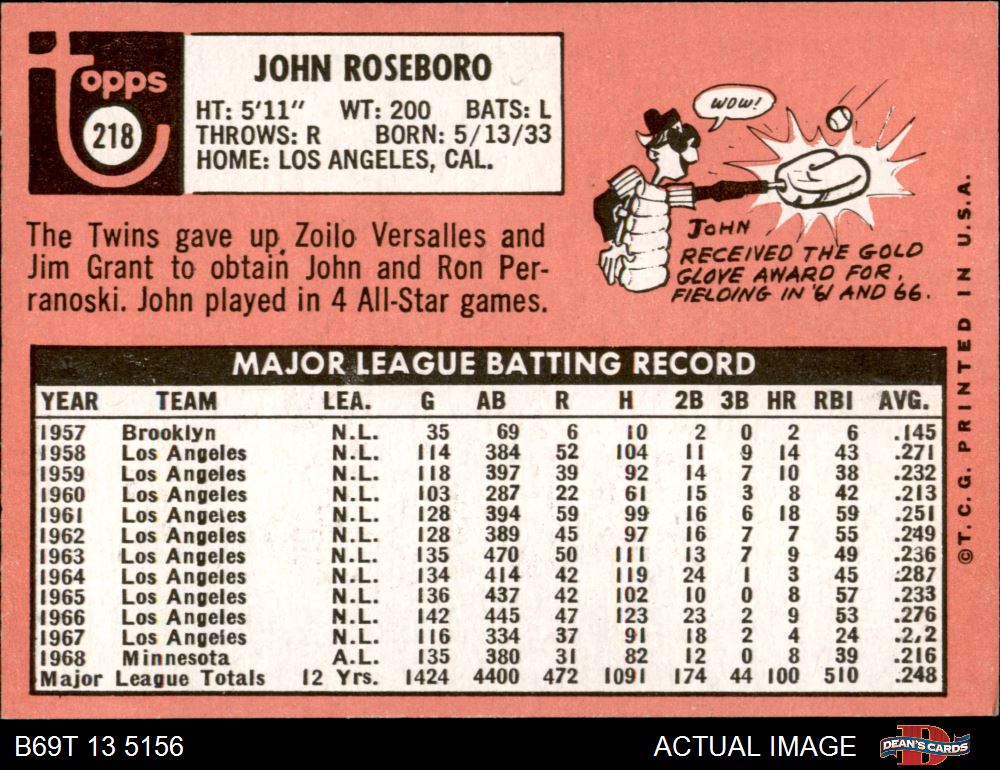 topps
218
JOHN ROSEBORO
HT: 5'11" WT: 200 BATS: L
THROWS: R BORN: 5/13/33
HOME: LOS ANGELES, CAL.
The Twins gave up Zoilo Versalles and
Jim Grant to obtain John and Ron Per-
ranoski. John played in 4 All-Star games.
WOW!
JOHN
RECEIVED THE GOLD
GLOVE AWARD FOR
FIELDING IN '61 AND 66.
MAJOR LEAGUE BATTING RECORD
YEAR TEAM LEA. G AB R H 2B 3B HR RBI AVG.
1957 Brooklyn N.L. 35 69 6 10 2 0 2 6 .145
1958 Los Angeles N.L. 114 384 52 104 11 9 14 43 .271
1959 Los Angeles N.L. 118 397 39 92 14 7 10 38 .232
1960 Los Angeles N.L. 103 287 22 61 15 3 8 42 .213
1961 Los Angeles N.L. 128 394 59 99 16 6 18 59 .251
1962 Los Angeles N.L. 128 389 45 97 16 7 7 55 .249
1963 Los Angeles N.L. 135 470 50 111 13 7 9 49 .236
1964 Los Angeles N.L. 134 414 42 119 24 1 3 45 .287
1965 Los Angeles N.L. 136 437 42 102 10 0 8 57 .233
1966 Los Angeles N.L. 142 445 47 123 23 2 9 53 .276
1967 Los Angeles N.L. 116 334 37 91 18 2 4 24
1968 Minnesota A.L. 135 380 31 82 12 0 8 39 .216
Major League Totals 12 Yrs. 1424 4400 472 1091 174 44 100 510 .248
©T.C.G. PRINTED IN U.S.A.
B69T 13 5156
ACTUAL IMAGE
D
DEAN'S CARDS